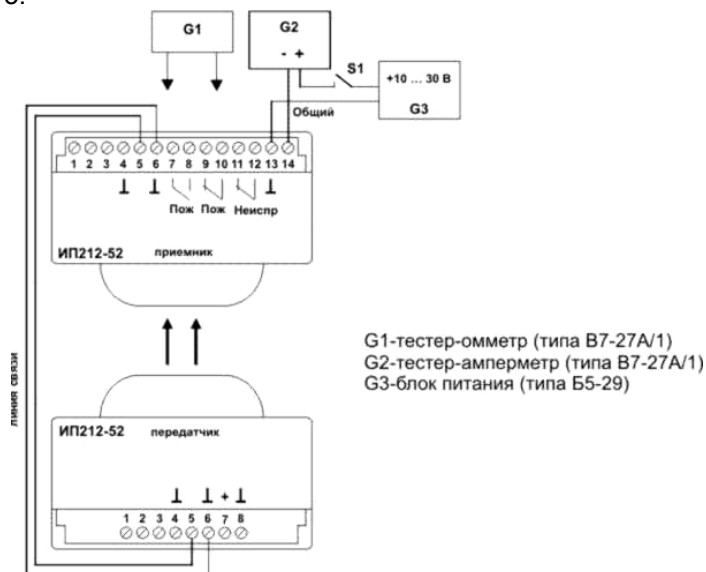 G1
G2
- +
S1
+10 ... 30 В
G3
Общий
1 2 3 4 5 6 7 8 9 10 11 12 13 14
Пож Пож Неиспр
ИП212-52 приемник
линия связи
G1-тестер-омметр (типа В7-27А/1)
G2-тестер-амперметр (типа В7-27А/1)
G3-блок питания (типа Б5-29)
ИП212-52 передатчик
+
1 2 3 4 5 6 7 8